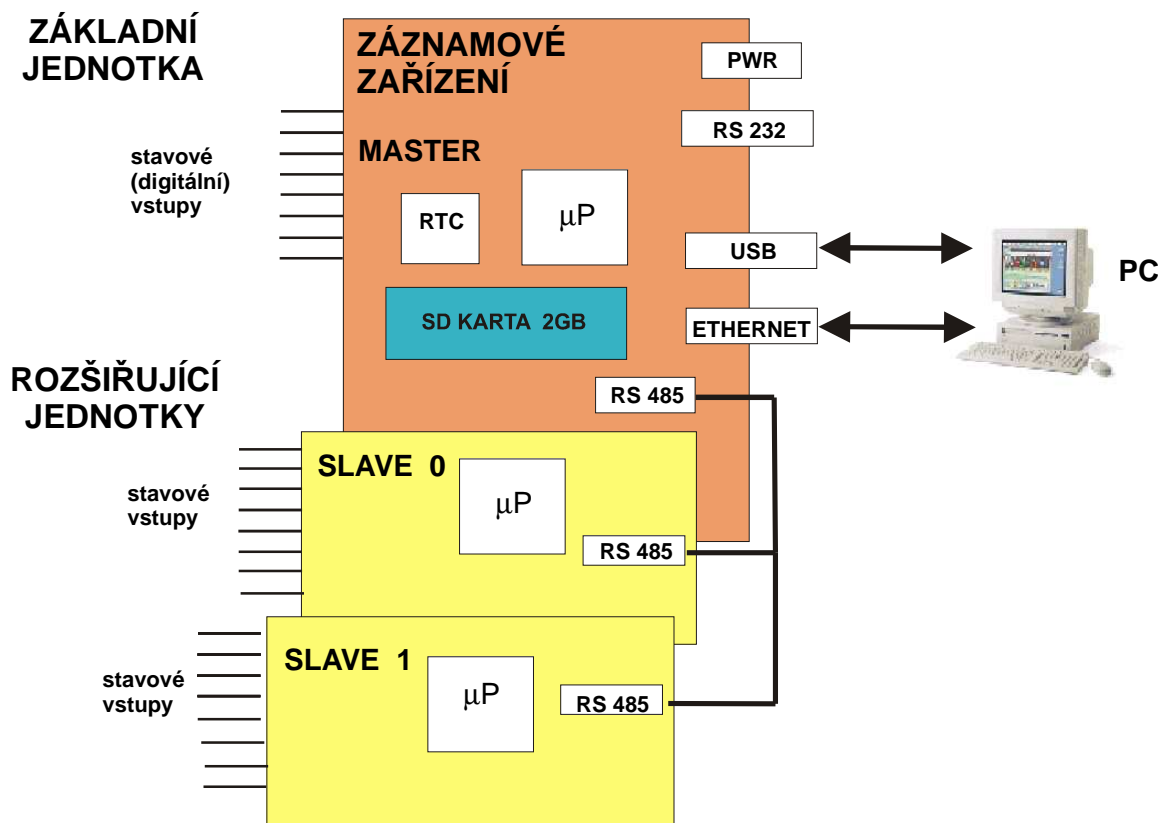 ZÁKLADNÍ
JEDNOTKA
ZÁZNAMOVÉ
ZAŘÍZENÍ
PWR
RS 232
stavové
(digitální)
vstupy
MASTER
RTC
µP
USB
PC
SD KARTA 2GB
ETHERNET
ROZŠIŘUJÍCÍ
JEDNOTKY
RS 485
SLAVE 0
µP
stavové
vstupy
RS 485
SLAVE 1
µP
stavové
vstupy
RS 485